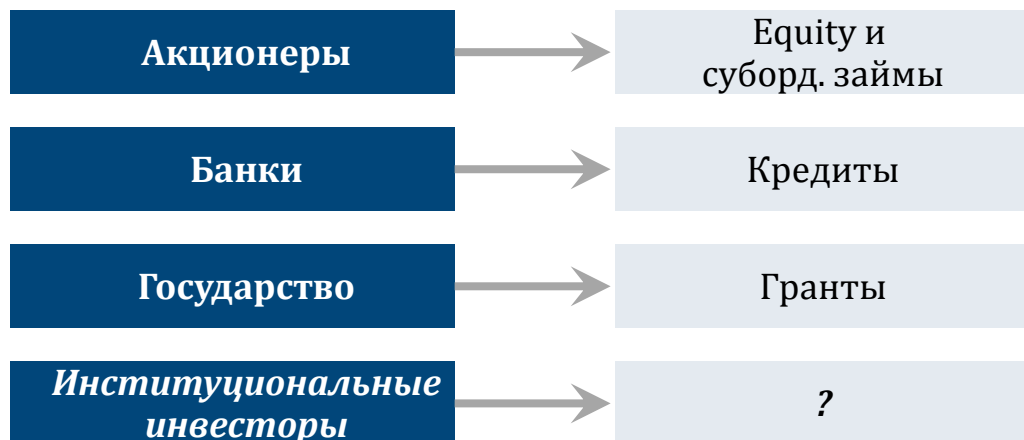 Акционеры
Equity и
суборд. займы
Банки
Кредиты
Государство
Гранты
Институциональные
инвесторы
?